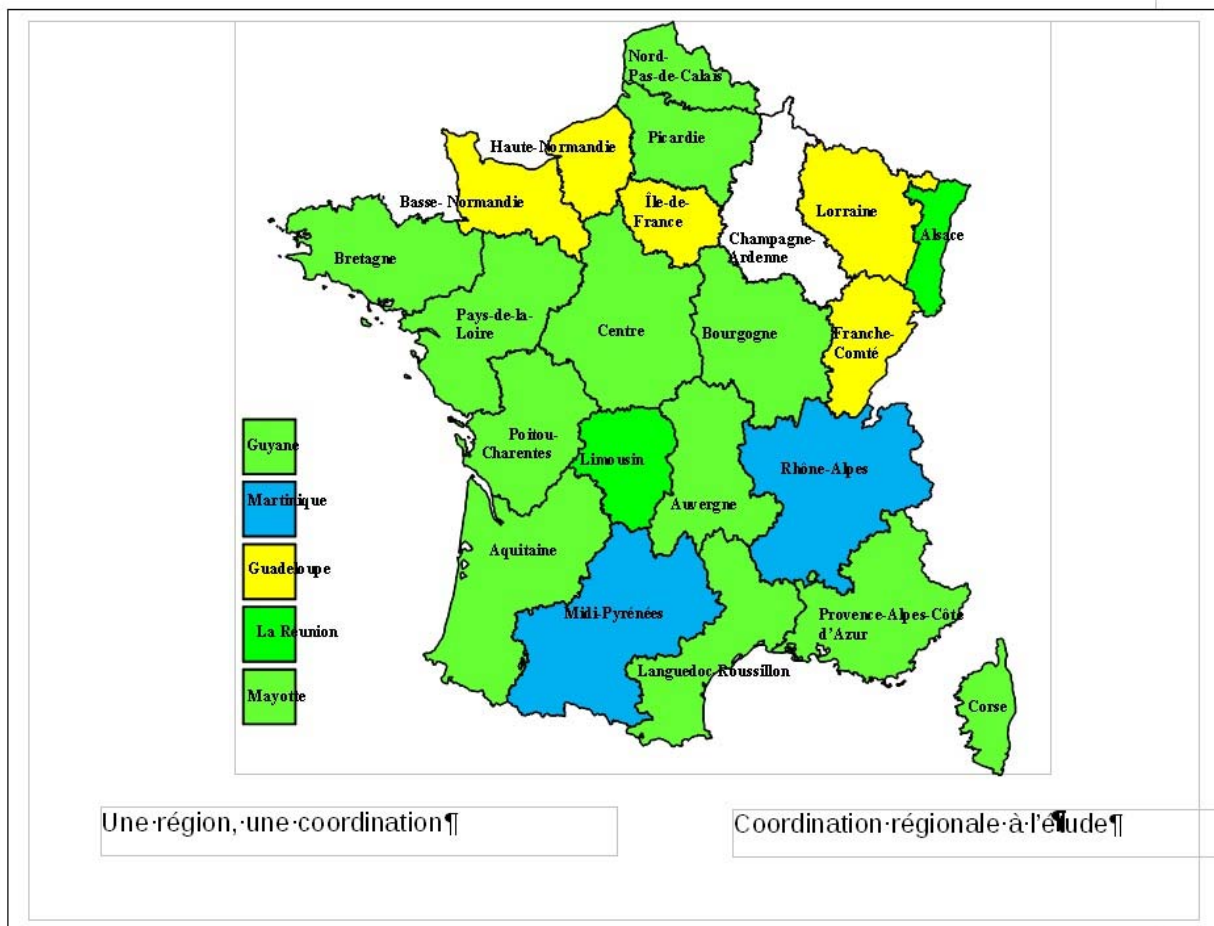 Nord-
Pas-de-Calais
Picardie
Haute-Normandie
Basse- Normandie
Île-de-
France
Lorraine
Alsace
Champagne-
Ardenne
Bretagne
Pays-de-la-
Loire
Centre
Bourgogne
Franche-
Comté
Poitou-
Charentes
Limousin
Auvergne
Rhône-Alpes
Aquitaine
Midi-Pyrénées
Languedoc Roussillon
Provence-Alpes-Côte
d’Azur
Corse
Guyane
Martinique
Guadeloupe
La Réunion
Mayotte
Une·région,·une·coordination¶
Coordination·régionale·à·l’étude¶